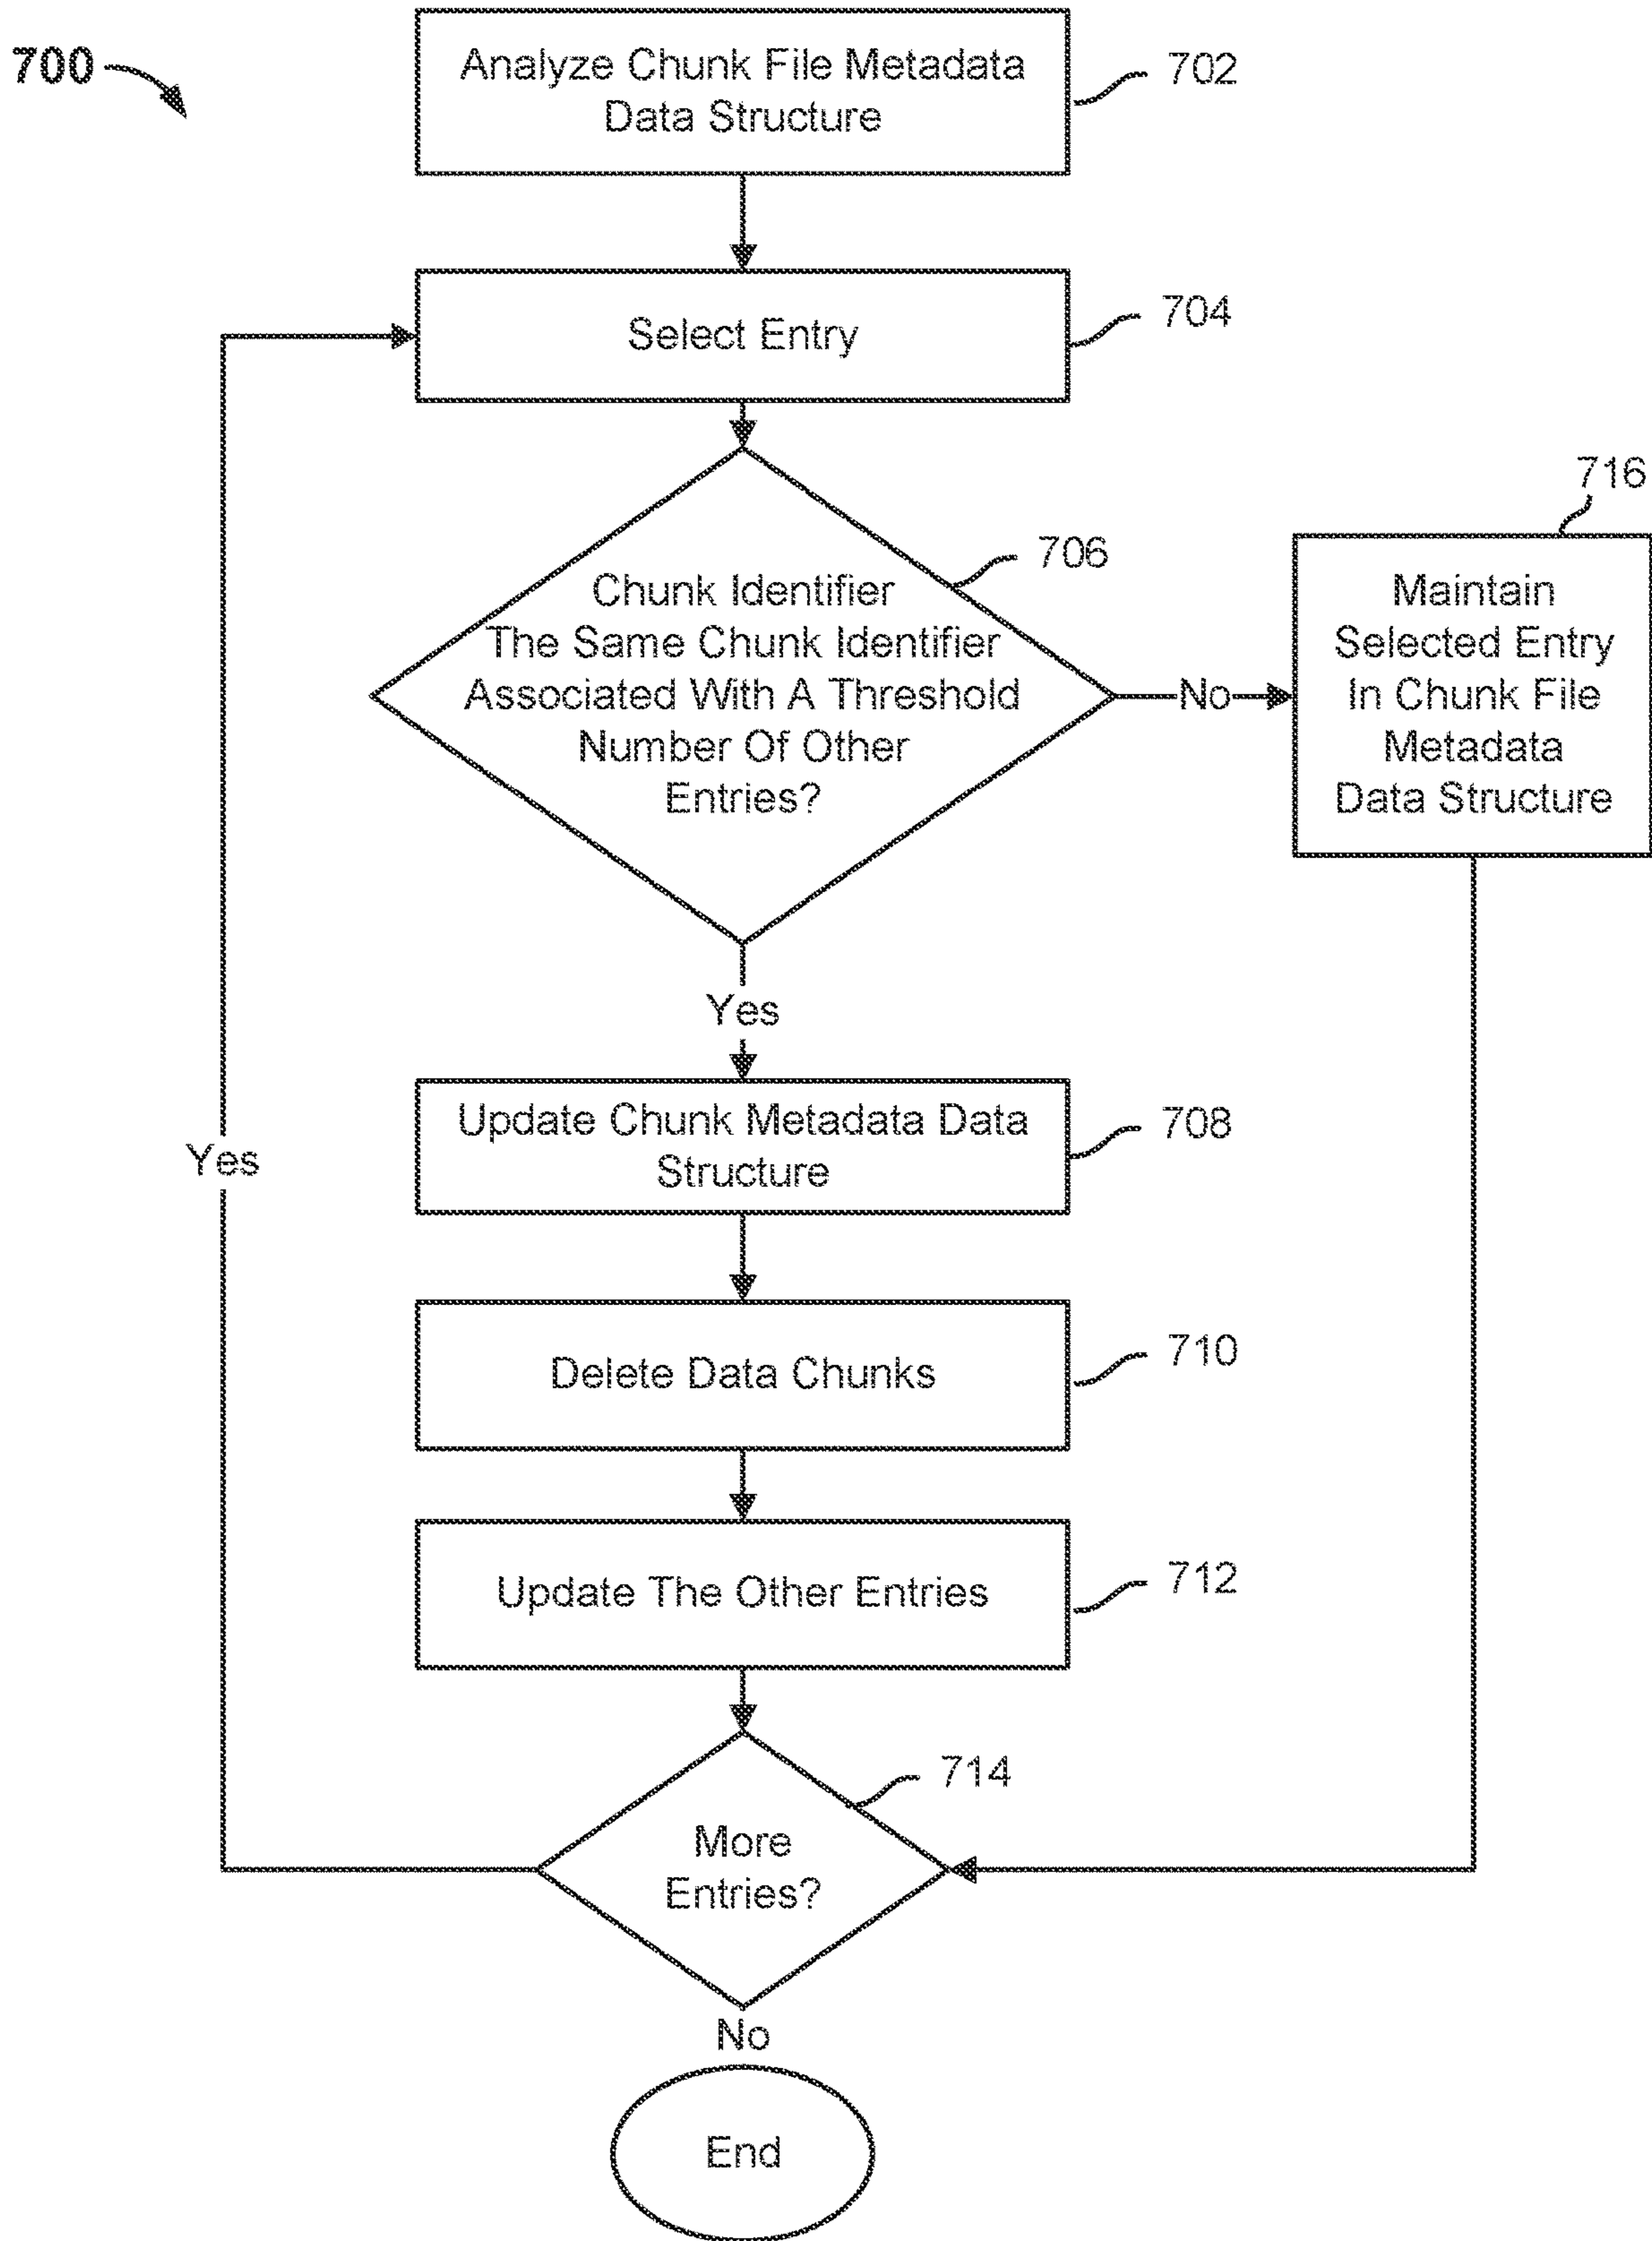 700
Analyze Chunk File Metadata
Data Structure
702
Select Entry
704
Chunk Identifier
The Same Chunk Identifier
Associated With A Threshold
Number Of Other
Entries?
706
No
716
Maintain
Selected Entry
In Chunk File
Metadata
Data Structure
Yes
Update Chunk Metadata Data
Structure
708
Yes
Delete Data Chunks
710
Update The Other Entries
712
More
Entries?
714
No
End